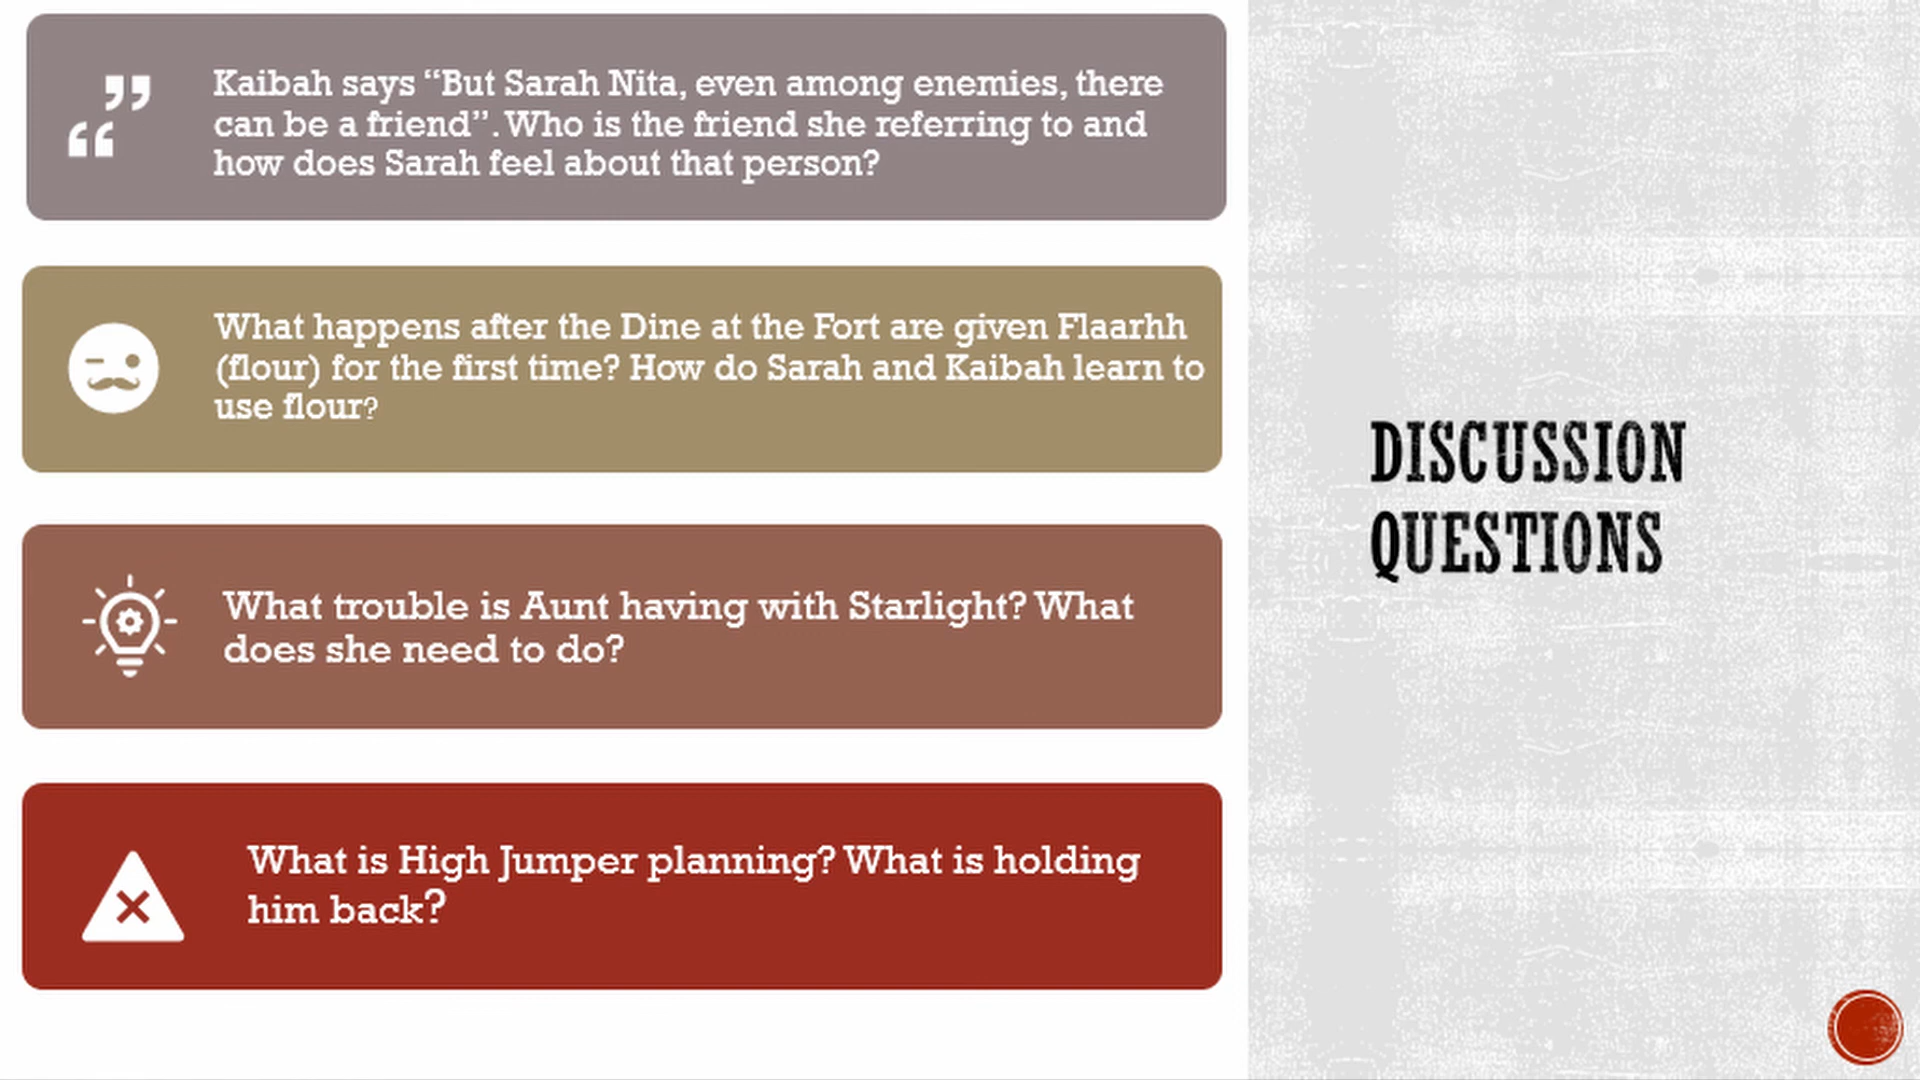 Kaibah says “But Sarah Nita, even among enemies, there
can be a friend”. Who is the friend she referring to and
how does Sarah feel about that person?
What happens after the Dine at the Fort are given Flaarhh
(flour) for the first time? How do Sarah and Kaibah learn to
use flour?
What trouble is Aunt having with Starlight? What
does she need to do?
What is High Jumper planning? What is holding
him back?
DISCUSSION
QUESTIONS